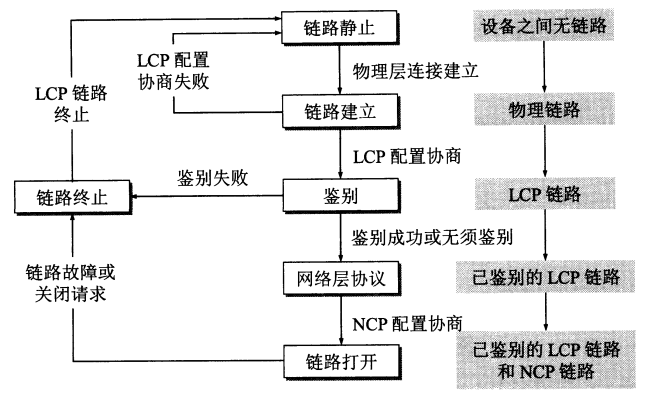 链路静止
设备之间无链路
LCP 配置
协商失败
物理层连接建立
LCP 链路
终止
链路建立
物理链路
LCP 配置协商
鉴别失败
链路终止
鉴别
LCP 链路
鉴别成功或无须鉴别
链路故障或
关闭请求
网络层协议
已鉴别的 LCP 链路
NCP 配置协商
链路打开
已鉴别的 LCP 链路
和 NCP 链路